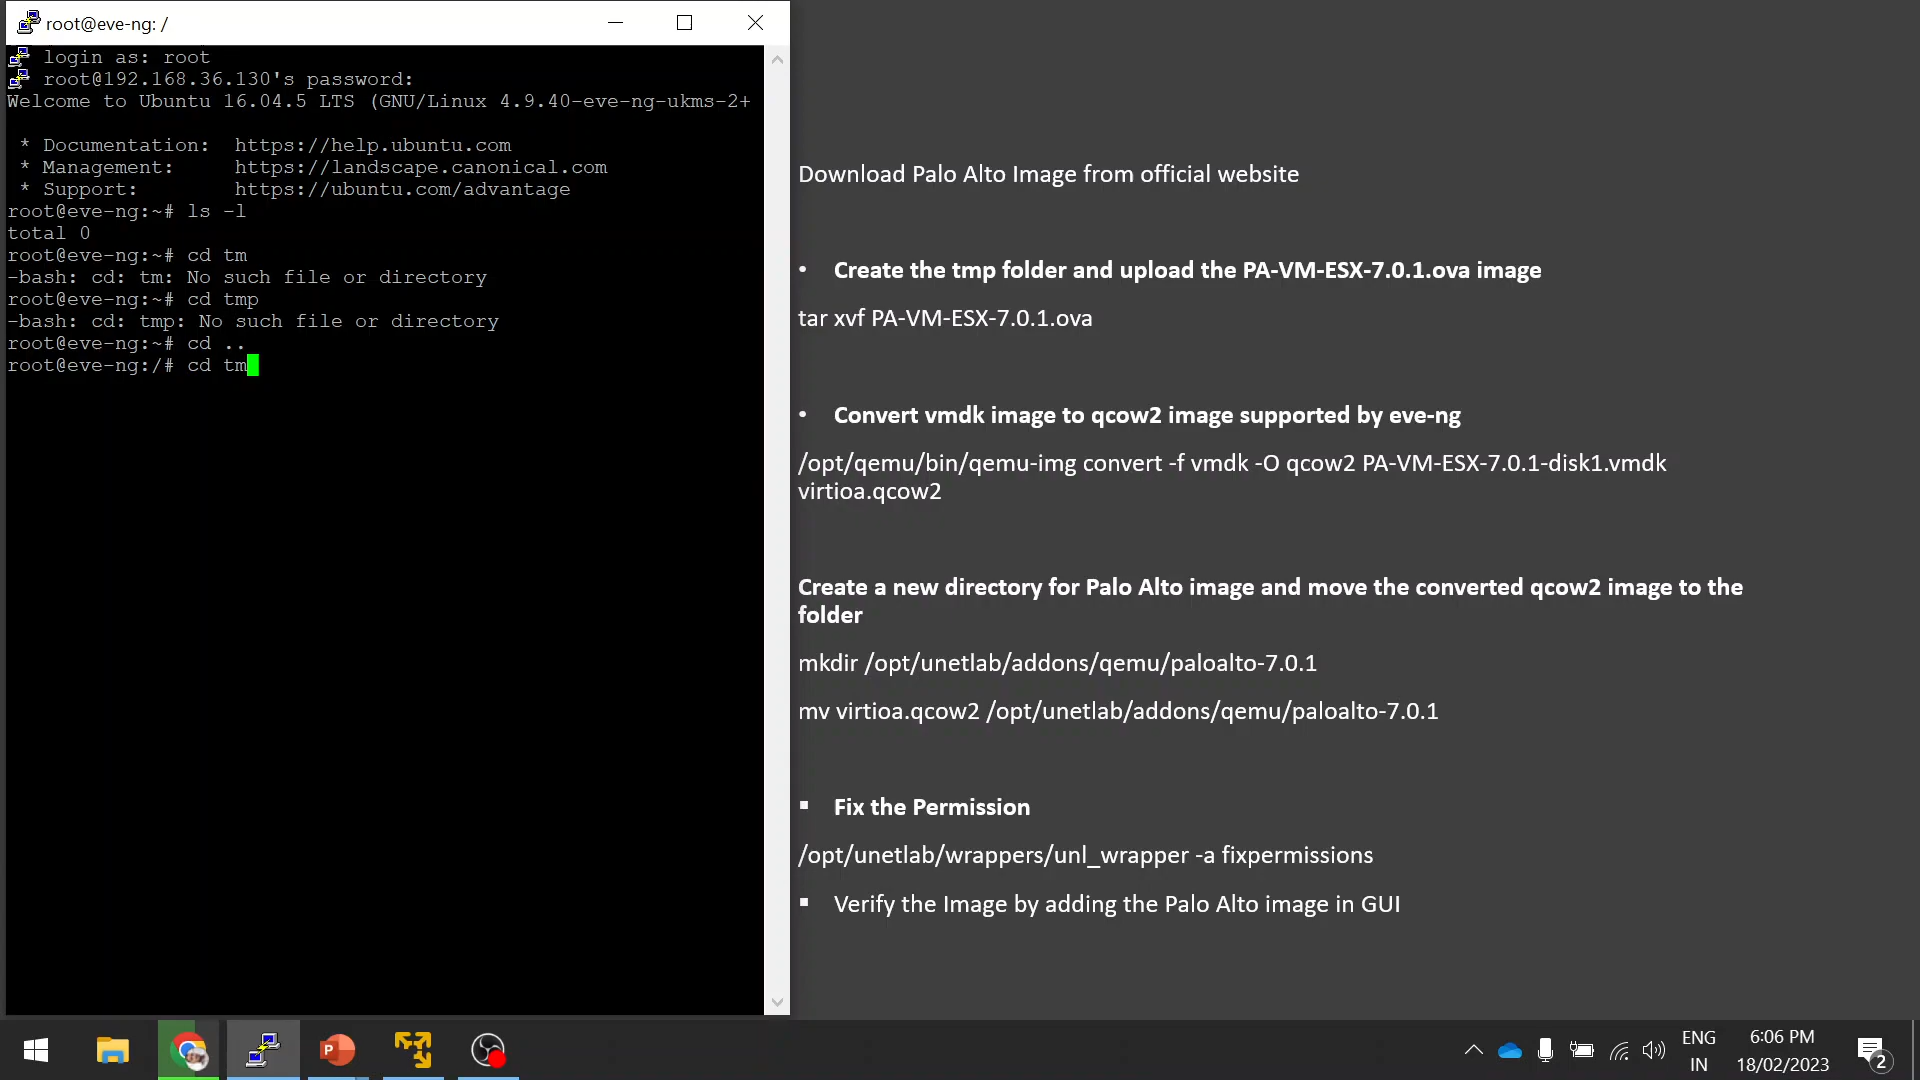 root@eve-ng: /
login as: root
root@192.168.36.130's password:
Welcome to Ubuntu 16.04.5 LTS (GNU/Linux 4.9.40-eve-ng-ukms-2+
* Documentation:  https://help.ubuntu.com
* Management:     https://landscape.canonical.com
* Support:        https://ubuntu.com/advantage
root@eve-ng:~# ls -l
total 0
root@eve-ng:~# cd tm
-bash: cd: tm: No such file or directory
root@eve-ng:~# cd tmp
-bash: cd: tmp: No such file or directory
root@eve-ng:~# cd ..
root@eve-ng:/# cd tm
Download Palo Alto Image from official website
• Create the tmp folder and upload the PA-VM-ESX-7.0.1.ova image
tar xvf PA-VM-ESX-7.0.1.ova
• Convert vmdk image to qcow2 image supported by eve-ng
/opt/qemu/bin/qemu-img convert -f vmdk -O qcow2 PA-VM-ESX-7.0.1-disk1.vmdk
virtioa.qcow2
Create a new directory for Palo Alto image and move the converted qcow2 image to the
folder
mkdir /opt/unetlab/addons/qemu/paloalto-7.0.1
mv virtioa.qcow2 /opt/unetlab/addons/qemu/paloalto-7.0.1
▪ Fix the Permission
/opt/unetlab/wrappers/unl_wrapper -a fixpermissions
▪ Verify the Image by adding the Palo Alto image in GUI
P
ENG
IN
6:06 PM
18/02/2023
2